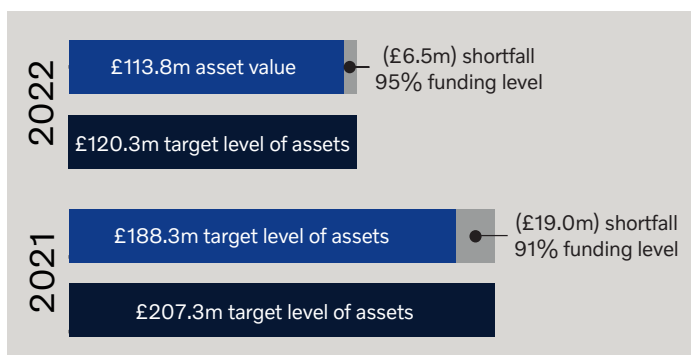 2022
£113.8m asset value
(£6.5m) shortfall
95% funding level
£120.3m target level of assets
2021
£188.3m target level of assets
(£19.0m) shortfall
91% funding level
£207.3m target level of assets